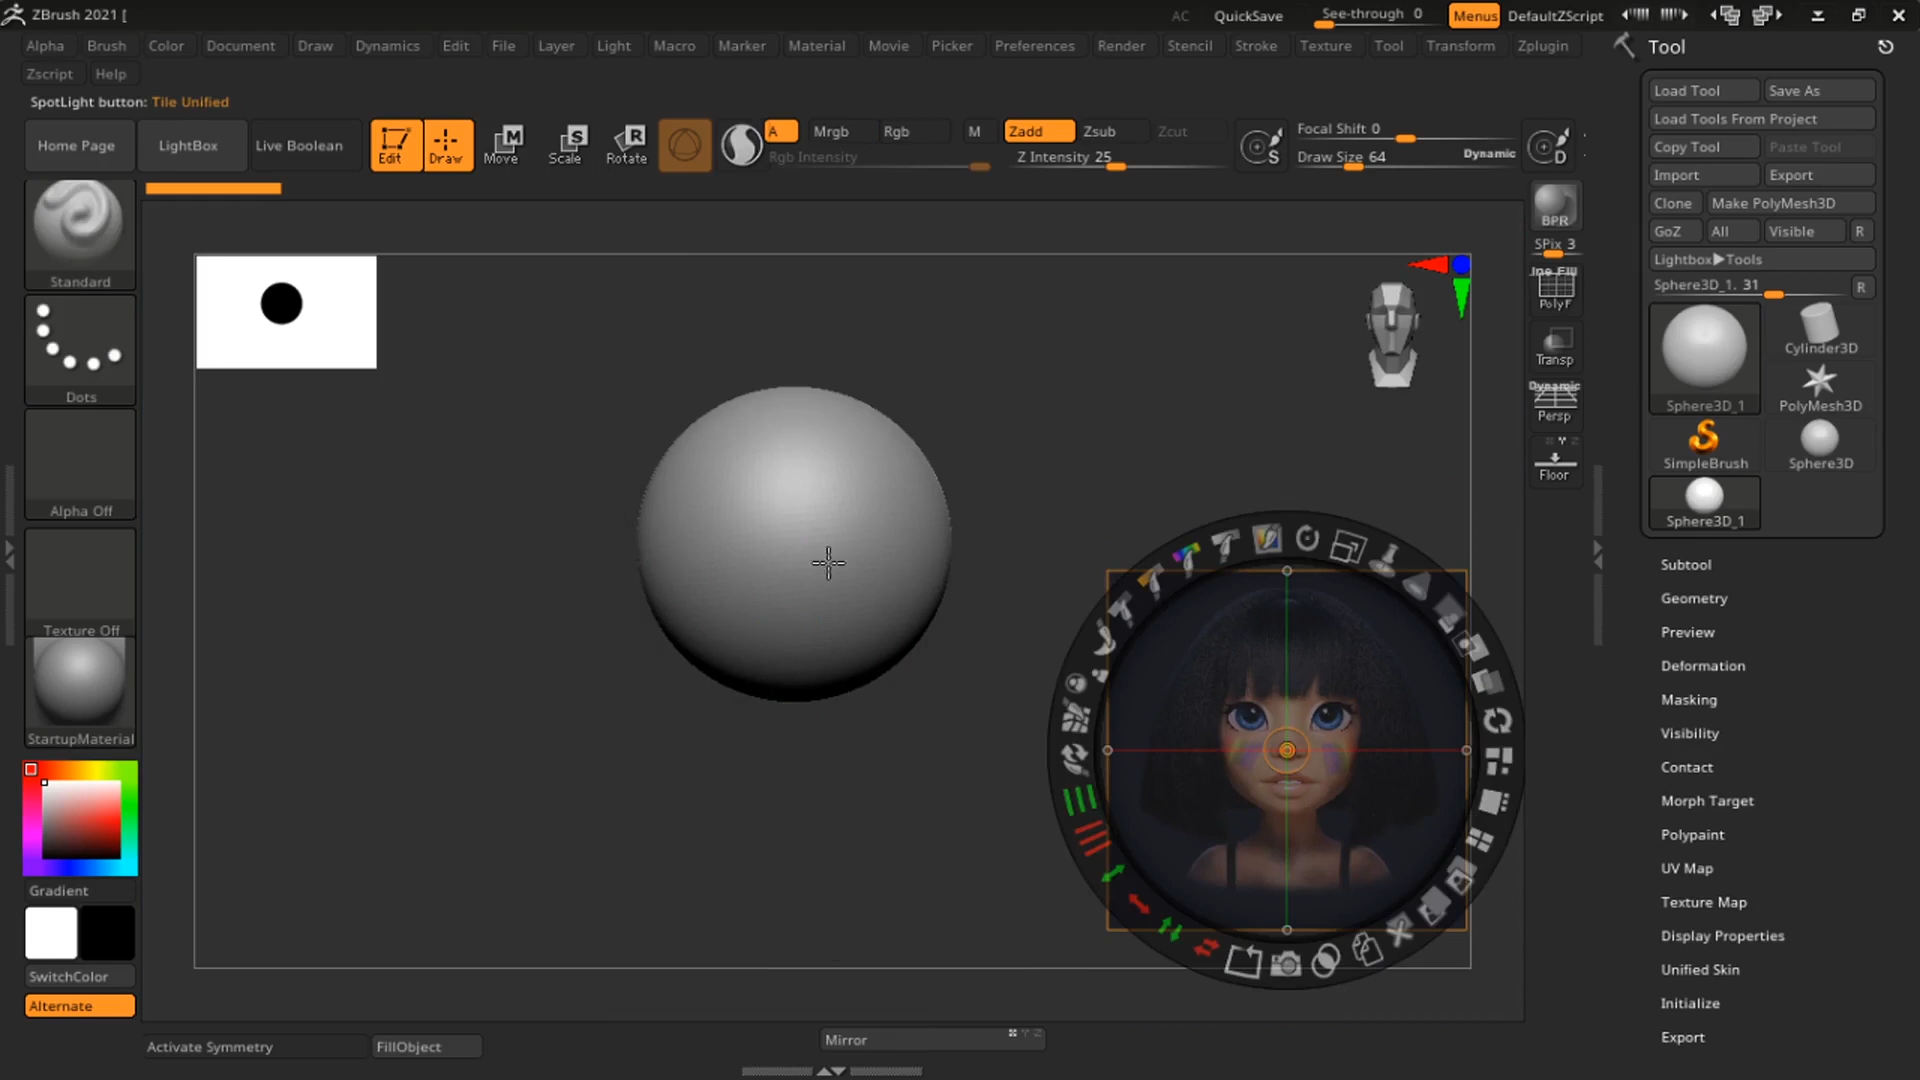 ZBrush 2021 [
AC QuickSave See-through 0 Menus DefaultZScript
Alpha Brush Color Document Draw Dynamics Edit File Layer Light Macro Marker Material Movie Picker Preferences Render Stencil Stroke Texture Tool Transform Zplugin
Zscript Help
SpotLight button: Tile Unified
Home Page LightBox Live Boolean Edit Draw Move Scale Rotate A Mrgb Rgb M Zadd Zsub Zcut Focal Shift 0
M S R
Rgb Intensity Z Intensity 25 S Draw Size 64 Dynamic D
Standard
Dots
Alpha Off
Texture Off
StartupMaterial
Gradient
SwitchColor
Alternate
Activate Symmetry FillObject Mirror
BPR
SPix 3
Line Fill
PolyF
Transp
Dynamic
Persp
Floor
Tool
Load Tool Save As
Load Tools From Project
Copy Tool Paste Tool
Import Export
Clone Make PolyMesh3D
GoZ All Visible R
Lightbox▶Tools
Sphere3D_1. 31 R
Sphere3D_1 Cylinder3D
PolyMesh3D
SimpleBrush Sphere3D
Sphere3D_1
Subtool
Geometry
Preview
Deformation
Masking
Visibility
Contact
Morph Target
Polypaint
UV Map
Texture Map
Display Properties
Unified Skin
Initialize
Export